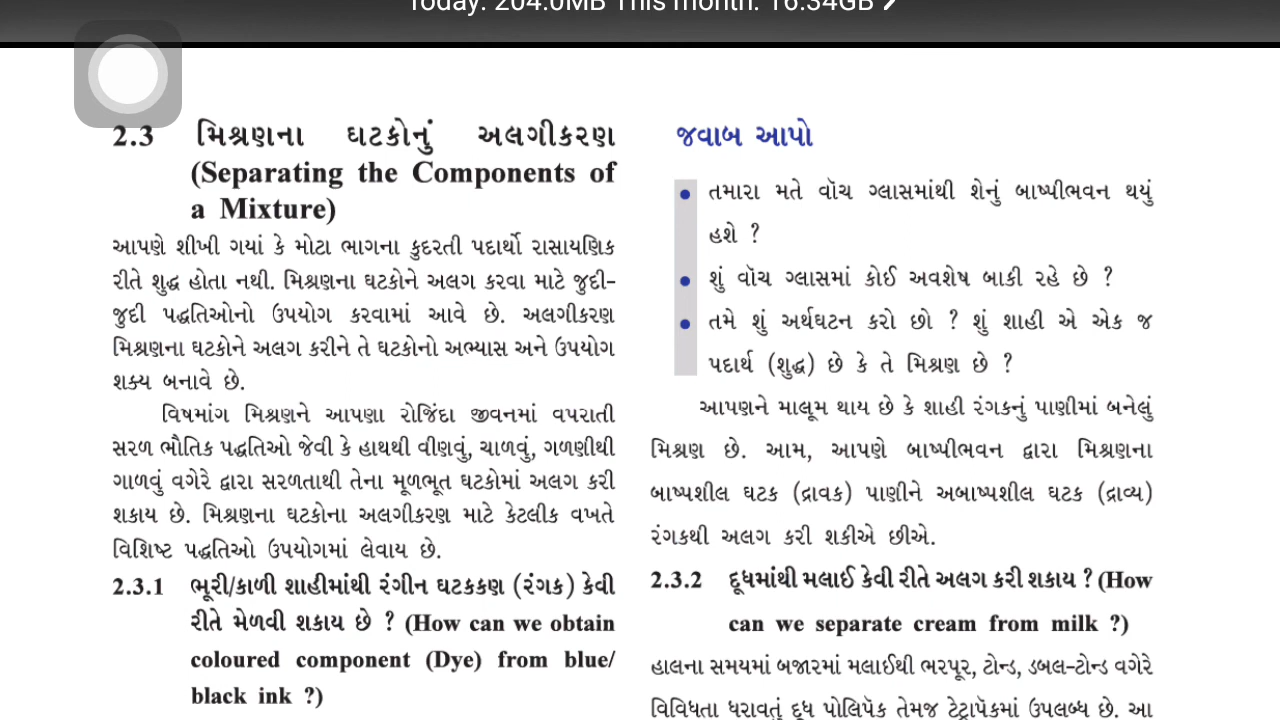 Today: 204.0MB This month: 16.34GB
2.3 મિશ્રણના ઘટકોનું અલગીકરણ
(Separating the Components of
a Mixture)
આપણે શીખી ગયાં કે મોટા ભાગના કુદરતી પદાર્થો રાસાયણિક
રીતે શુદ્ધ હોતા નથી. મિશ્રણના ઘટકોને અલગ કરવા માટે જુદી-
જુદી પદ્ધતિઓનો ઉપયોગ કરવામાં આવે છે. અલગીકરણ
મિશ્રણના ઘટકોને અલગ કરીને તે ઘટકોનો અભ્યાસ અને ઉપયોગ
શક્ય બનાવે છે.
વિષમાંગ મિશ્રણને આપણા રોજિંદા જીવનમાં વપરાતી
સરળ ભૌતિક પદ્ધતિઓ જેવી કે હાથથી વીણવું, ચાળવું, ગળણીથી
ગાળવું વગેરે દ્વારા સરળતાથી તેના મૂળભૂત ઘટકોમાં અલગ કરી
શકાય છે. મિશ્રણના ઘટકોના અલગીકરણ માટે કેટલીક વખતે
વિશિષ્ટ પદ્ધતિઓ ઉપયોગમાં લેવાય છે.
2.3.1 ભૂરી/કાળી શાહીમાંથી રંગીન ઘટકકણ (રંગક) કેવી
રીતે મેળવી શકાય છે ? (How can we obtain
coloured component (Dye) from blue/
black ink ?)
જવાબ આપો
• તમારા મતે વૉચ ગ્લાસમાંથી શેનું બાષ્પીભવન થયું
હશે ?
• શું વૉચ ગ્લાસમાં કોઈ અવશેષ બાકી રહે છે ?
• તમે શું અર્થઘટન કરો છો ? શું શાહી એ એક જ
પદાર્થ (શુદ્ધ) છે કે તે મિશ્રણ છે ?
આપણને માલૂમ થાય છે કે શાહી રંગકનું પાણીમાં બનેલું
મિશ્રણ છે. આમ, આપણે બાષ્પીભવન દ્વારા મિશ્રણના
બાષ્પશીલ ઘટક (દ્રાવક) પાણીને અબાષ્પશીલ ઘટક (દ્રાવ્ય)
રંગકથી અલગ કરી શકીએ છીએ.
2.3.2 દૂધમાંથી મલાઈ કેવી રીતે અલગ કરી શકાય ? (How
can we separate cream from milk ?)
હાલના સમયમાં બજારમાં મલાઈથી ભરપૂર, ટોન્ડ, ડબલ-ટોન્ડ વગેરે
વિવિધતા ધરાવતું દૂધ પોલિપૅક તેમજ ટેટ્રાપૅકમાં ઉપલબ્ધ છે. આ